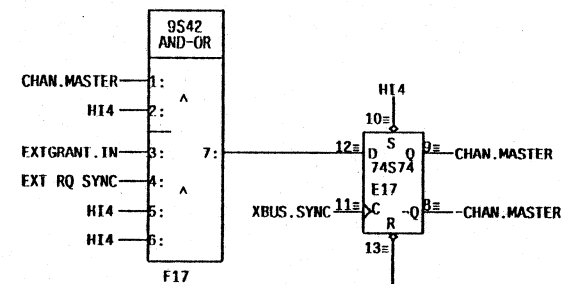 9S42
AND-OR
CHAN.MASTER 1:
^
HI4 2:
EXTGRANT.IN 3:
7:
EXT RQ SYNC 4:
^
HI4 5:
HI4 6:
F17
HI4
10≡
S
12≡ D Q 9≡ CHAN.MASTER
74S74
E17
XBUS.SYNC 11≡ C -Q 8≡ -CHAN.MASTER
R
13≡